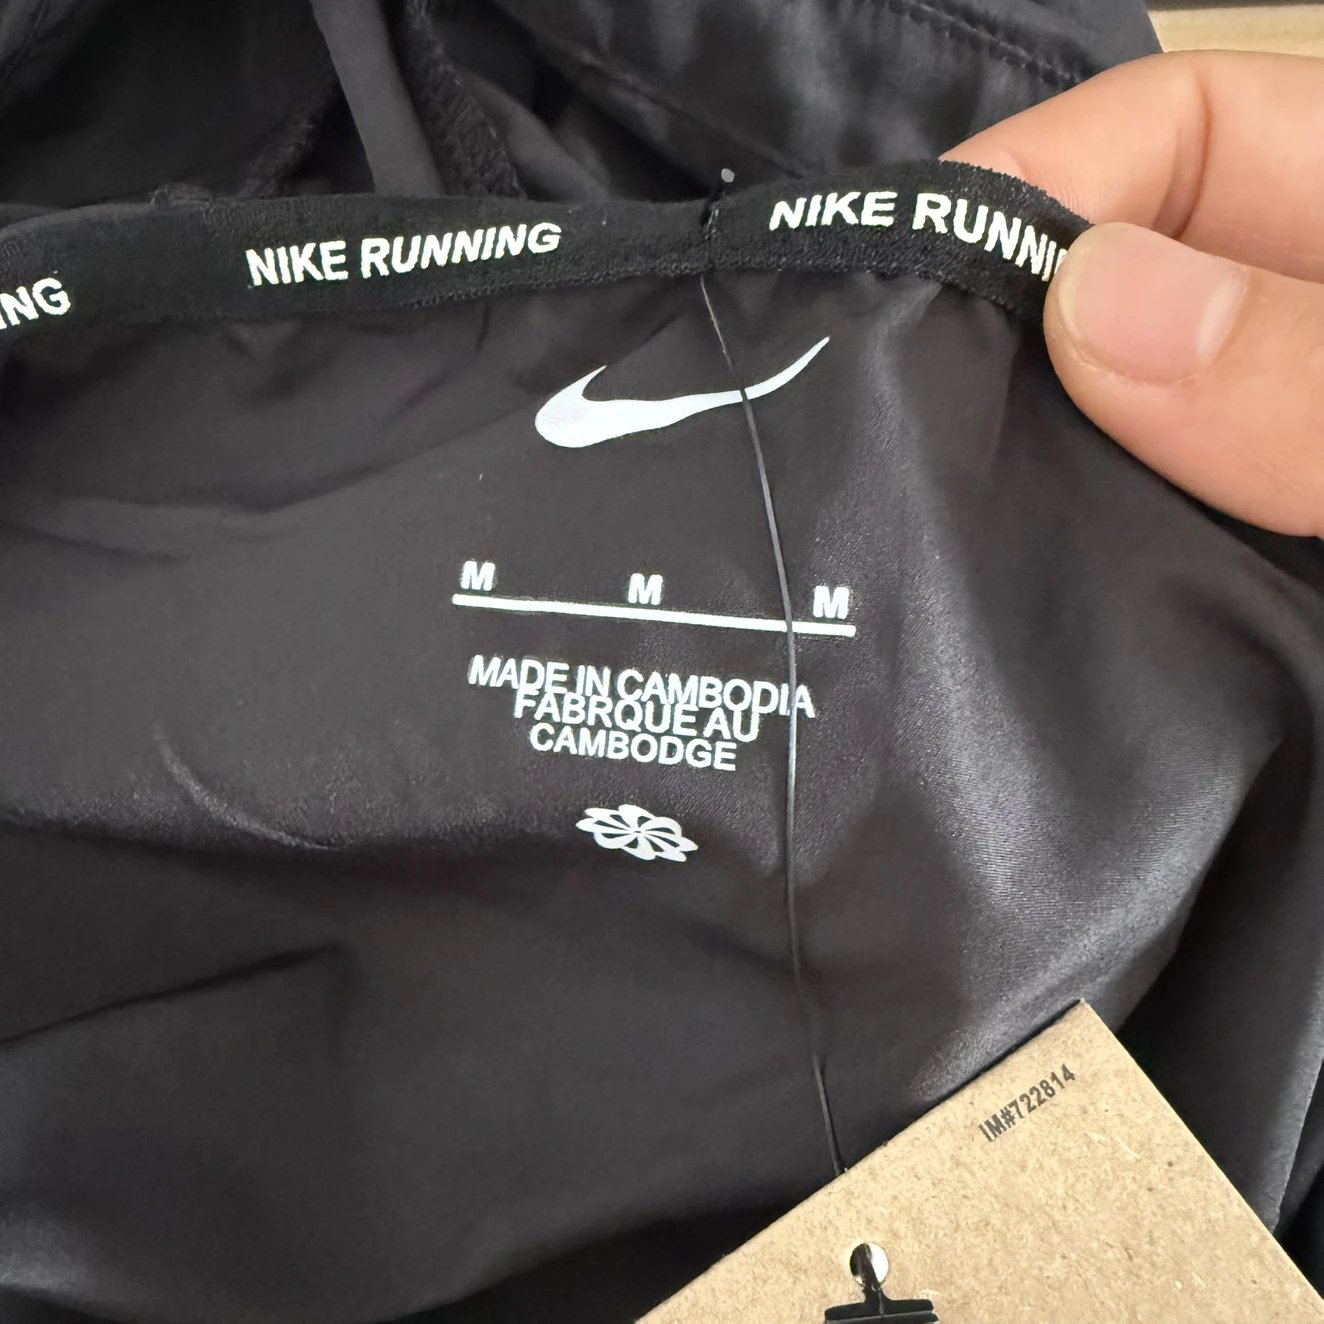 NG
NIKE RUNNING
NIKE RUNNI
M M M
MADE IN CAMBODIA
FABRQUE AU
CAMBODGE
IM#722814